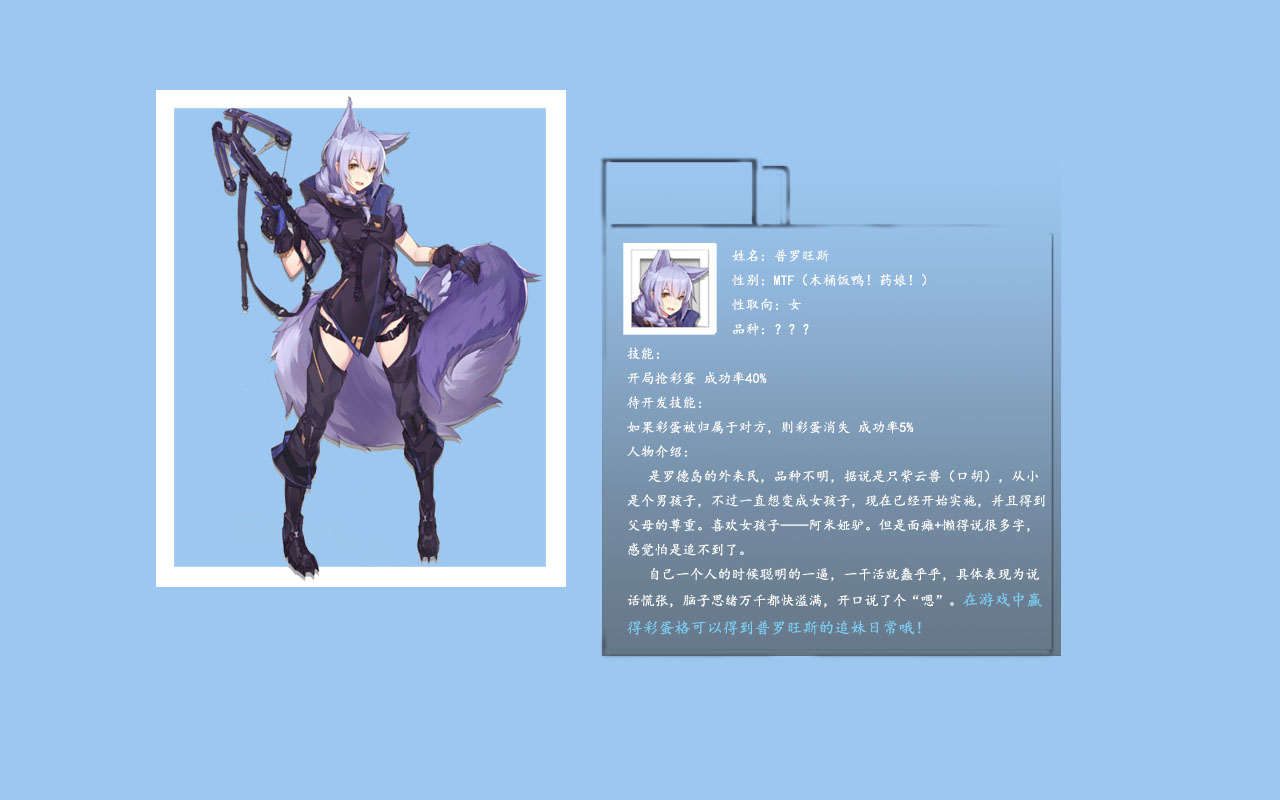 姓名：普罗旺斯
性别：MTF（木桶饭鸭！药娘！）
性取向：女
品种：？？？
技能：
开局抢彩蛋 成功率40%
待开发技能：
如果彩蛋被归属于对方，则彩蛋消失 成功率5%
人物介绍：
是罗德岛的外来民，品种不明，据说是只紫云兽（口胡），从小
是个男孩子，不过一直想变成女孩子，现在已经开始实施，并且得到
父母的尊重。喜欢女孩子——阿米娅驴。但是面瘫+懒得说很多字，
感觉怕是追不到了。
自己一个人的时候聪明的一逼，一干活就蠢乎乎，具体表现为说
话慌张，脑子思绪万千都快溢满，开口说了个“嗯”。在游戏中赢
得彩蛋格可以得到普罗旺斯的追妹日常哦！